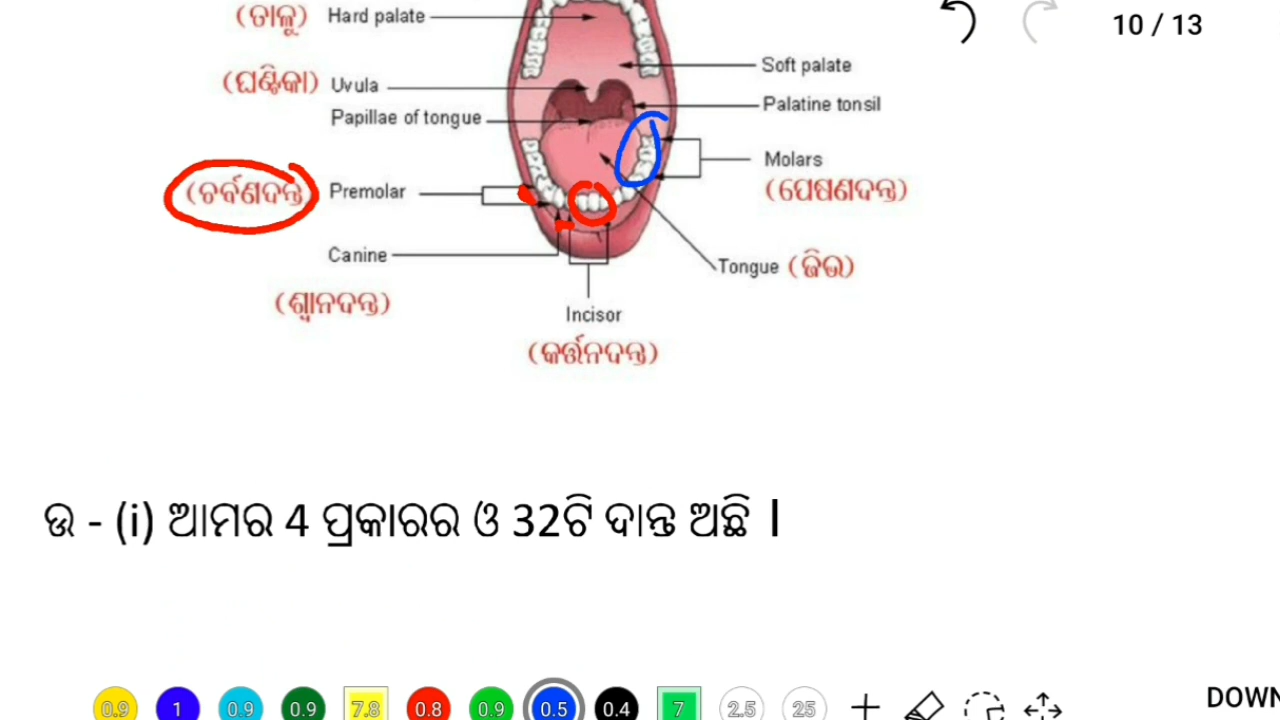 (ତାଳୁ) Hard palate
10 / 13
Soft palate
(ଘଣ୍ଟିକା) Uvula
Palatine tonsil
Papillae of tongue
Molars
(ପେଷଣଦନ୍ତ)
(ଚର୍ବଣଦନ୍ତ) Premolar
Canine
(ଶ୍ୱାନଦନ୍ତ)
Tongue (ଜିଭ)
Incisor
(କର୍ତ୍ତନଦନ୍ତ)
ଉ - (i) ଆମର 4 ପ୍ରକାରର ଓ 32ଟି ଦାନ୍ତ ଅଛି ।
0.9 1 0.9 0.9 7.8 0.8 0.9 0.5 0.4 7 2.5 25
DOWN